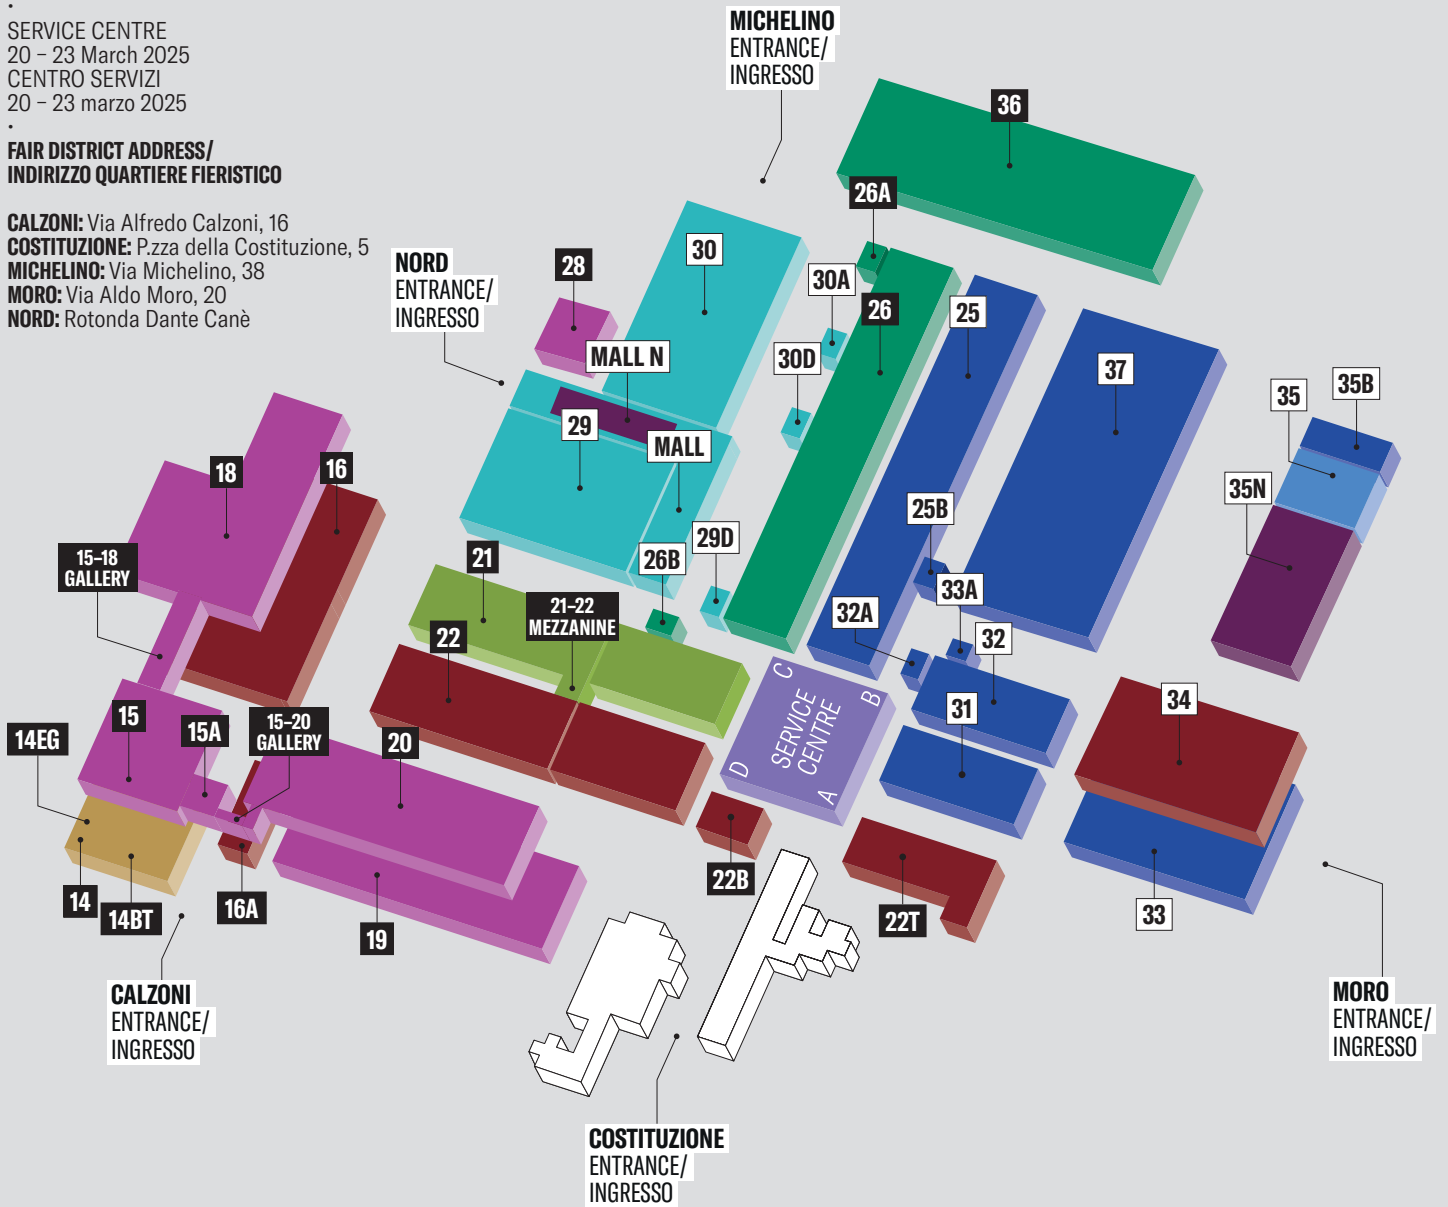 SERVICE CENTRE
20 – 23 March 2025
CENTRO SERVIZI
20 – 23 marzo 2025
FAIR DISTRICT ADDRESS/
INDIRIZZO QUARTIERE FIERISTICO
CALZONI: Via Alfredo Calzoni, 16
COSTITUZIONE: P.zza della Costituzione, 5
MICHELINO: Via Michelino, 38
MORO: Via Aldo Moro, 20
NORD: Rotonda Dante Canè
MICHELINO
ENTRANCE/
INGRESSO
36
26A
NORD
ENTRANCE/
INGRESSO
28
30
30A
26
25
MALL N
30D
37
35
35B
29
MALL
18
16
35N
25B
15–18
GALLERY
21
26B
29D
33A
21–22
MEZZANINE
32A
22
32
C
B
SERVICE
CENTRE
D
A
31
34
15
15A
15–20
GALLERY
14EG
20
22B
14
14BT
16A
19
22T
33
CALZONI
ENTRANCE/
INGRESSO
MORO
ENTRANCE/
INGRESSO
COSTITUZIONE
ENTRANCE/
INGRESSO